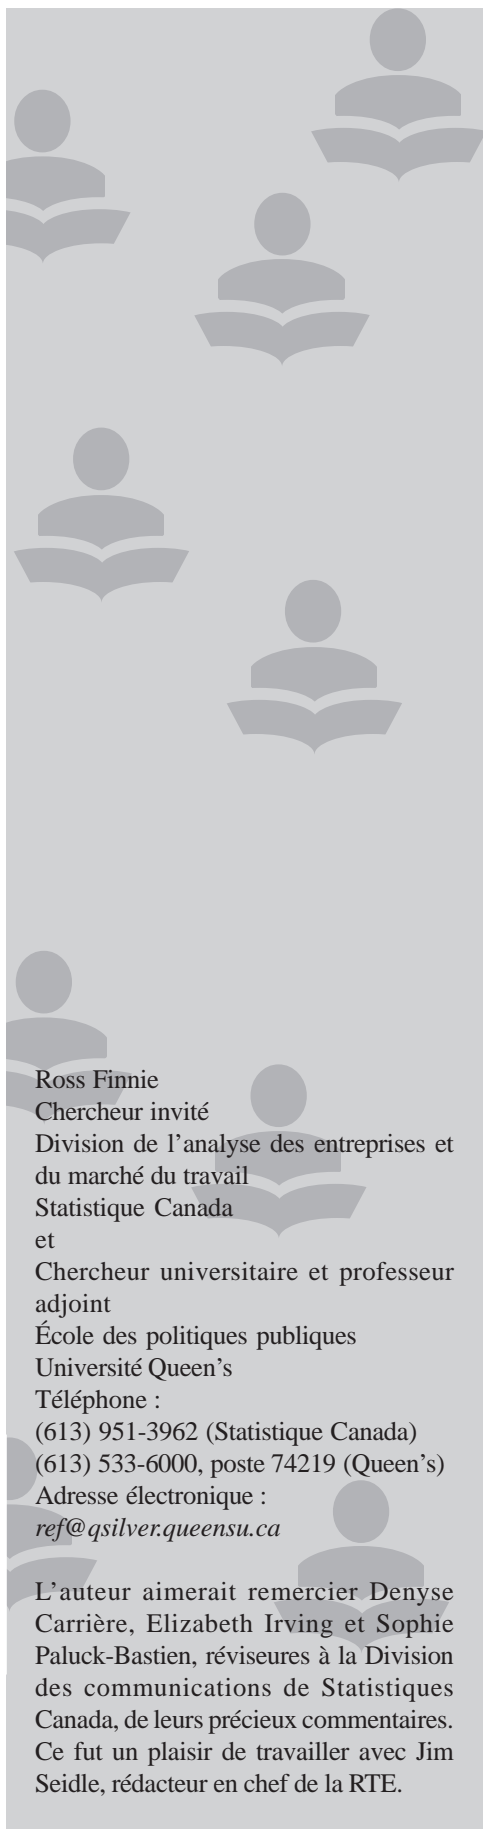 Ross Finnie
Chercheur invité
Division de l’analyse des entreprises et
du marché du travail
Statistique Canada
et
Chercheur universitaire et professeur
adjoint
École des politiques publiques
Université Queen’s
Téléphone :
(613) 951-3962 (Statistique Canada)
(613) 533-6000, poste 74219 (Queen’s)
Adresse électronique :
ref@qsilver.queensu.ca

L’auteur aimerait remercier Denyse
Carrière, Elizabeth Irving et Sophie
Paluck-Bastien, réviseures à la Division
des communications de Statistiques
Canada, de leurs précieux commentaires.
Ce fut un plaisir de travailler avec Jim
Seidle, rédacteur en chef de la RTE.